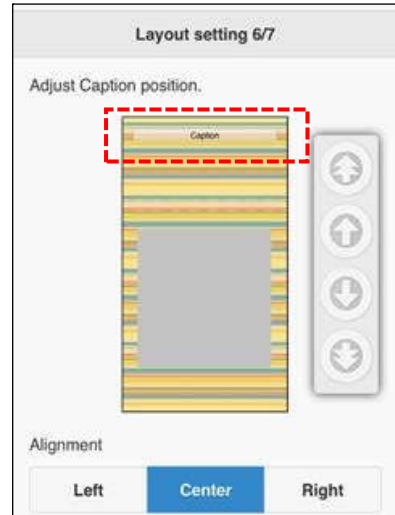 Layout setting 6/7
Adjust Caption position.
Caption
Alignment
Left Center Right